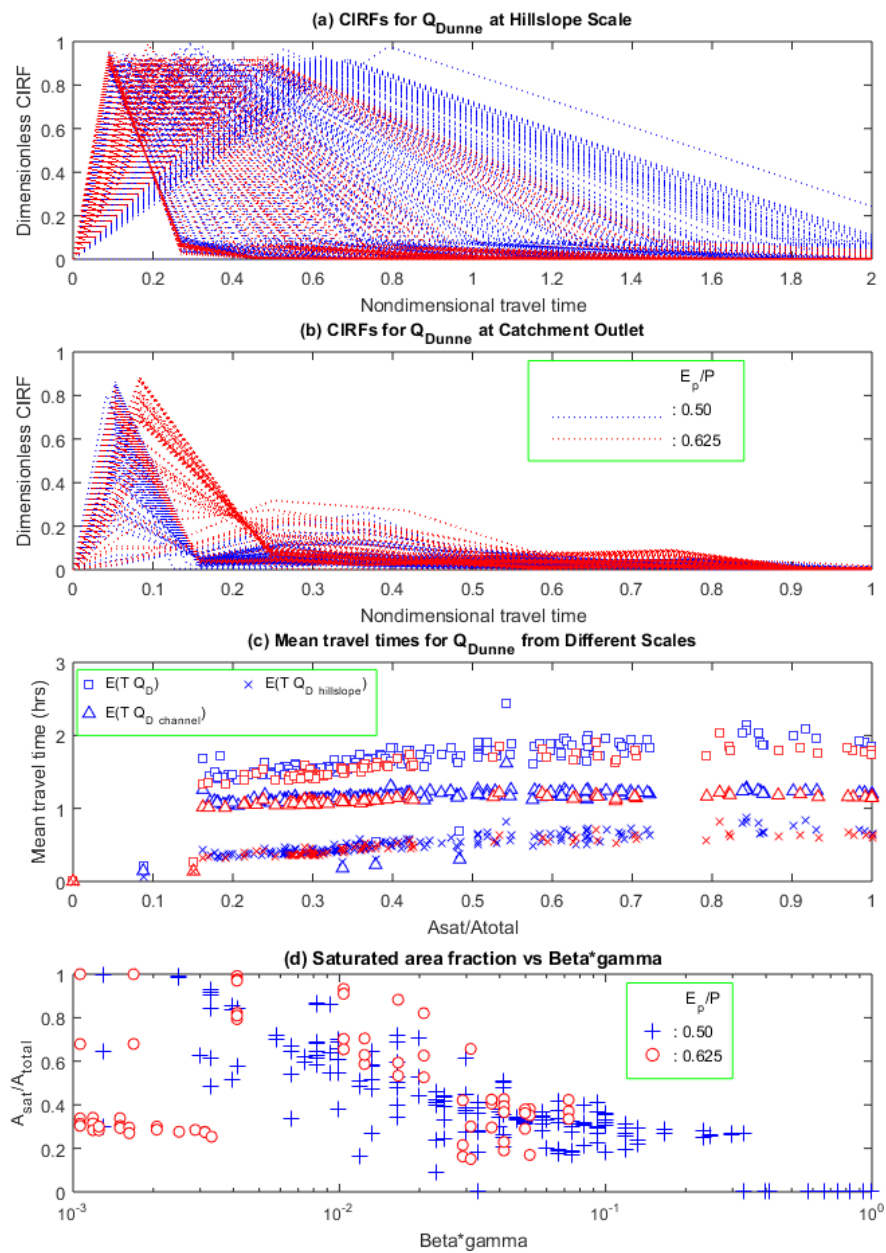 (a) CIRFs for Q_Dunne at Hillslope Scale
Dimensionless CIRF
1
0.8
0.6
0.4
0.2
0
0 0.2 0.4 0.6 0.8 1 1.2 1.4 1.6 1.8 2
Nondimensional travel time
(b) CIRFs for Q_Dunne at Catchment Outlet
Dimensionless CIRF
1
0.8
0.6
0.4
0.2
0
E_p/P
: 0.50
: 0.625
0 0.1 0.2 0.3 0.4 0.5 0.6 0.7 0.8 0.9 1
Nondimensional travel time
(c) Mean travel times for Q_Dunne from Different Scales
Mean travel time (hrs)
3
2
1
0
E(T Q_D)
E(T Q_D hillslope)
E(T Q_D channel)
0 0.1 0.2 0.3 0.4 0.5 0.6 0.7 0.8 0.9 1
Asat/Atotal
(d) Saturated area fraction vs Beta*gamma
A_sat/A_total
1
0.8
0.6
0.4
0.2
0
E_p/P
: 0.50
: 0.625
10^-3 10^-2 10^-1 10^0
Beta*gamma